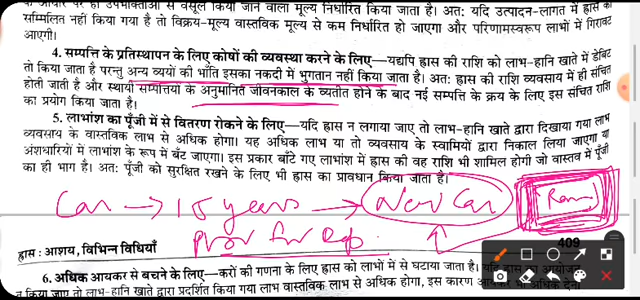 के आधार पर ही उपभोक्ताओं से वसूल किया जाने वाला मूल्य निर्धारित किया जाता है। अत: यदि उत्पादन-लागत में ह्रास को
सम्मिलित नहीं किया गया है तो विक्रय-मूल्य वास्तविक मूल्य से कम निर्धारित हो जाएगा और परिणामस्वरूप लाभों में गिरावट
आएगी।
4. सम्पत्ति के प्रतिस्थापन के लिए कोषों की व्यवस्था करने के लिए—यद्यपि ह्रास की राशि को लाभ-हानि खाते में डेबिट
तो किया जाता है परन्तु अन्य व्ययों की भाँति इसका नकदी में भुगतान नहीं किया जाता है। अत: ह्रास की राशि व्यवसाय में ही संचित
होती जाती है और स्थायी सम्पत्तियों के अनुमानित जीवनकाल के व्यतीत होने के बाद नई सम्पत्ति के क्रय के लिए इस संचित राशि
का प्रयोग किया जाता है।
5. लाभांश का पूँजी में से वितरण रोकने के लिए—यदि ह्रास न लगाया जाए तो लाभ-हानि खाते द्वारा दिखाया गया लाभ
व्यवसाय के वास्तविक लाभ से अधिक होगा। यह अधिक लाभ या तो व्यवसाय के स्वामियों द्वारा निकाल लिया जाएगा या
अंशधारियों में लाभांश के रूप में बँट जाएगा। इस प्रकार बाँटे गए लाभांश में ह्रास की वह राशि भी शामिल होगी जो वास्तव में पूँजी
का ही भाग है। अत: पूँजी को सुरक्षित रखने के लिए भी ह्रास का प्रावधान किया जाता है।
Car → 15 years → New Car
ह्रास : आशय, विभिन्न विधियाँ
409
6. अधिक आयकर से बचने के लिए—करों की गणना के लिए ह्रास को लाभों में से घटाया जाता है।
किया जाए तो लाभ-हानि खाते द्वारा प्रदर्शित किया गया लाभ वास्तविक लाभ से अधिक होगा, इस कारण आयकर भी अधिक देना